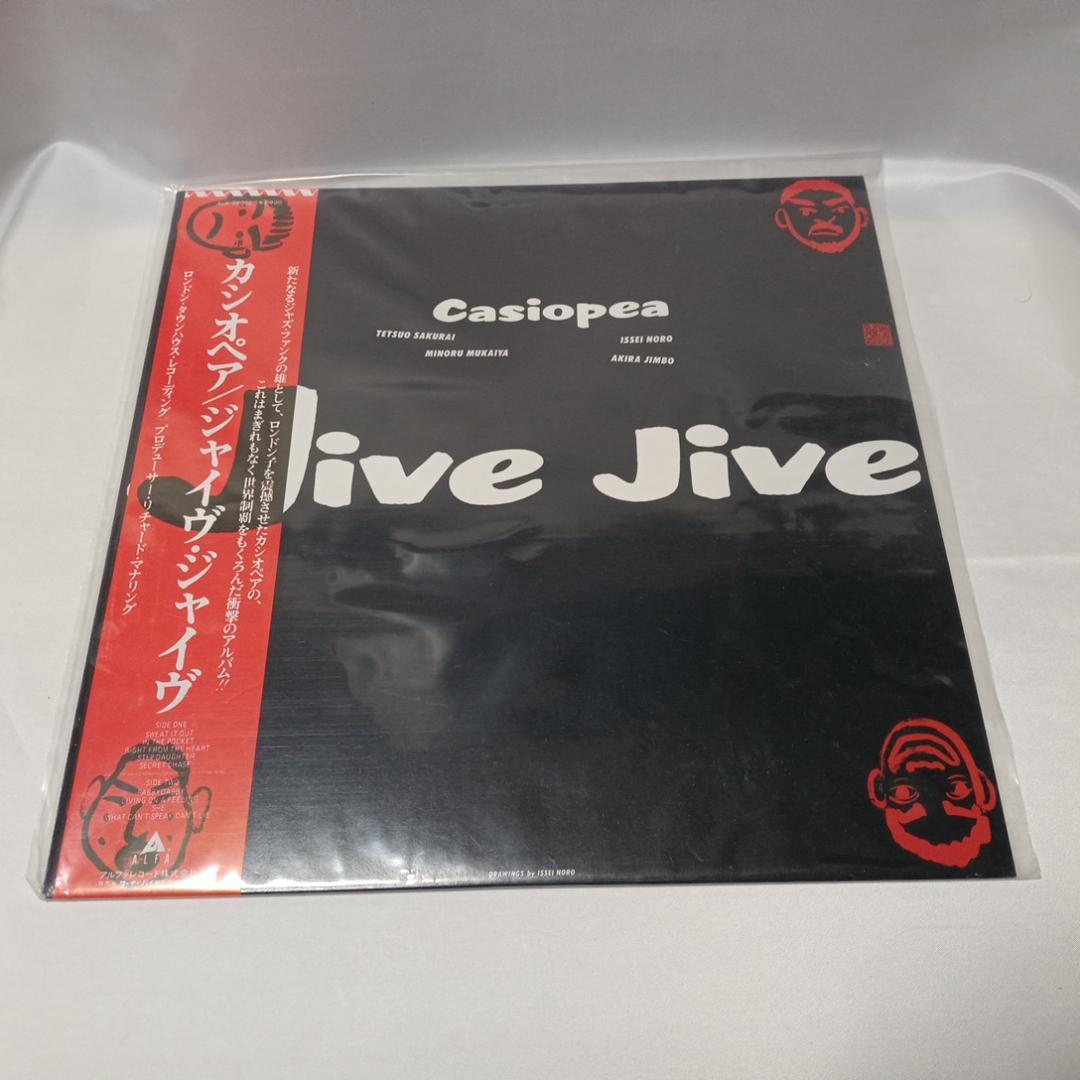 カシオペア/ジャイヴ・ジャイヴ
ロンドン・タウンハウス・レコーディング プロデューサー・リチャード・マナリング
新たなるジャズ・ファンクの雄として、ロンドン子を震撼させたカシオペアの、
これはまぎれもなく世界制覇をもくろんだ衝撃のアルバム!!
SIDE ONE
SWEAT IT OUT
IN THE POCKET
RIGHT FROM THE HEART
STEP DAUGHTER
SECRET CHASE
SIDE TWO
FABBYDABBY
LIVING ON A FEELING
S-E
WHAT CAN'T SPEAK CAN'T LIE
ALFA
アルファレコード株式会社
Casiopea
TETSUO SAKURAI
ISSEI NORO
MINORU MUKAIYA
AKIRA JIMBO
Jive Jive
DRAWINGS by ISSEI NORO